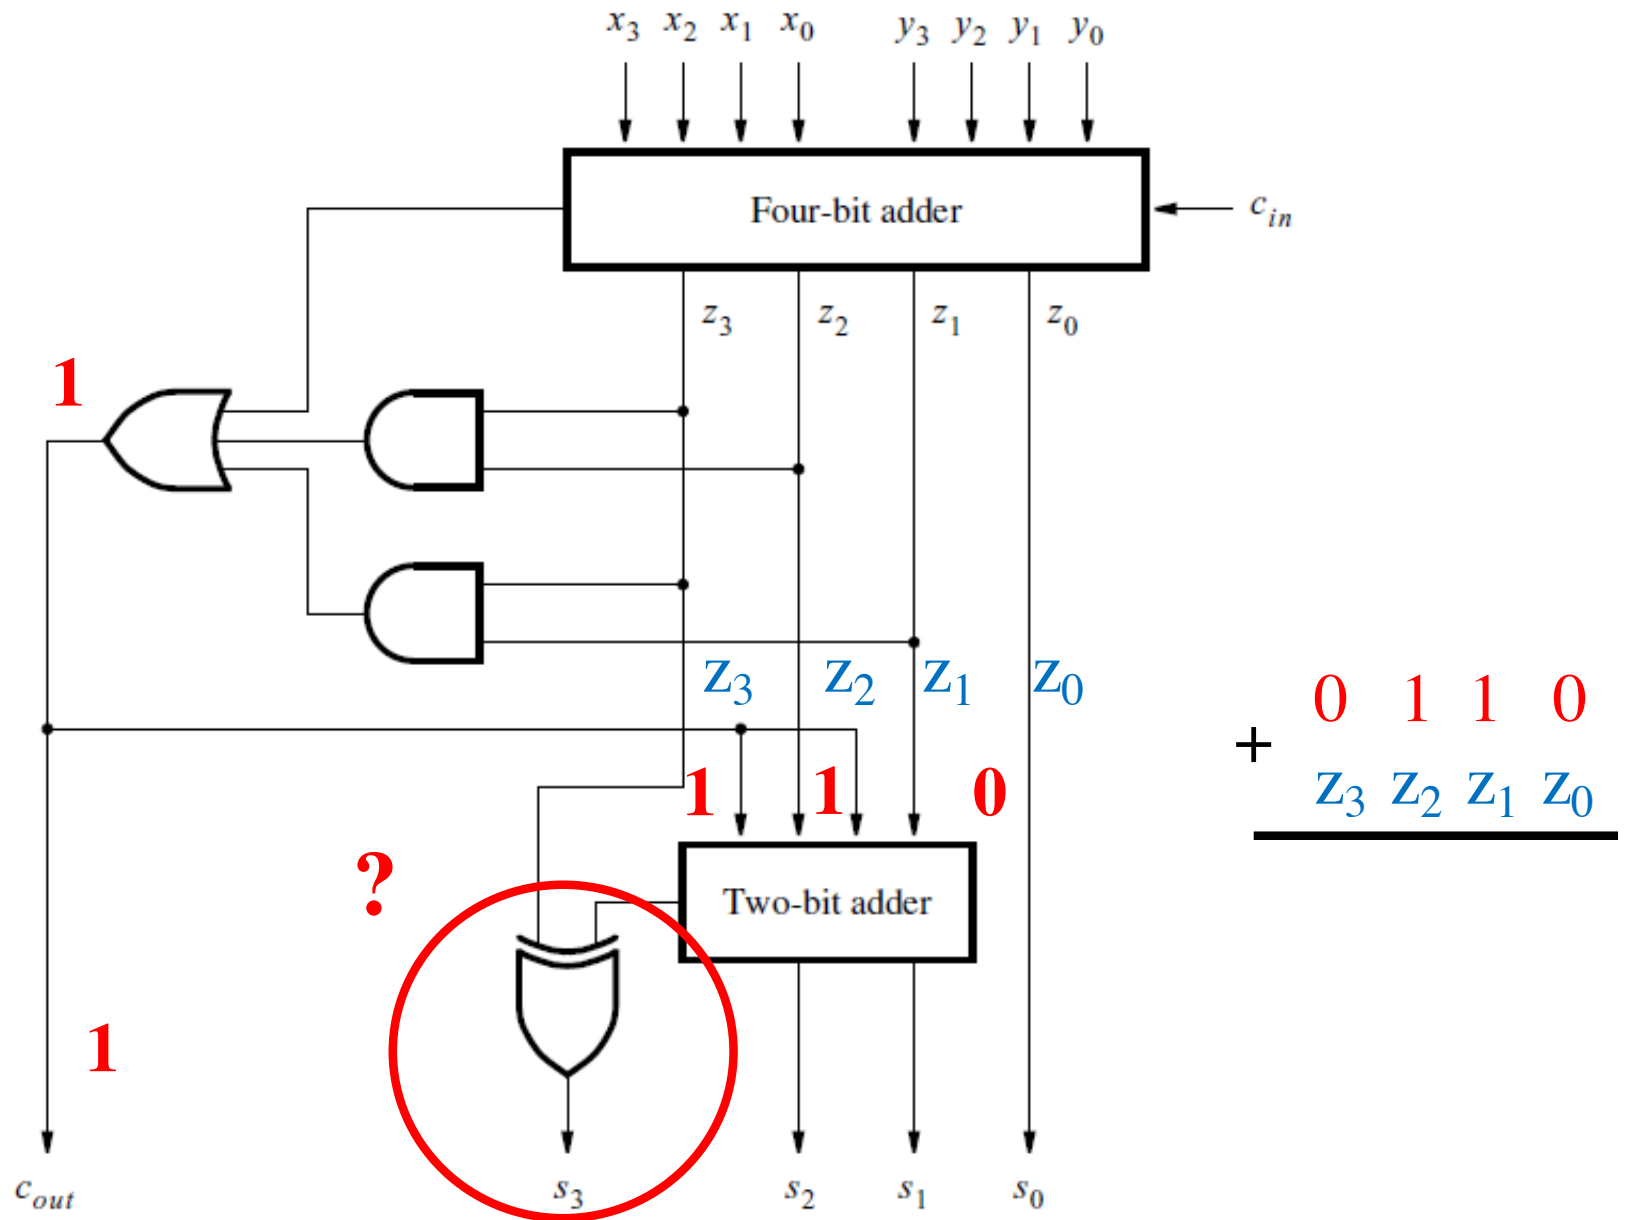 x3 x2 x1 x0 y3 y2 y1 y0
Four-bit adder
cin
z3 z2 z1 z0
1
z3 z2 z1 z0
0 1 1 0
+
z3 z2 z1 z0
1 1 0
?
Two-bit adder
1
cout s3 s2 s1 s0